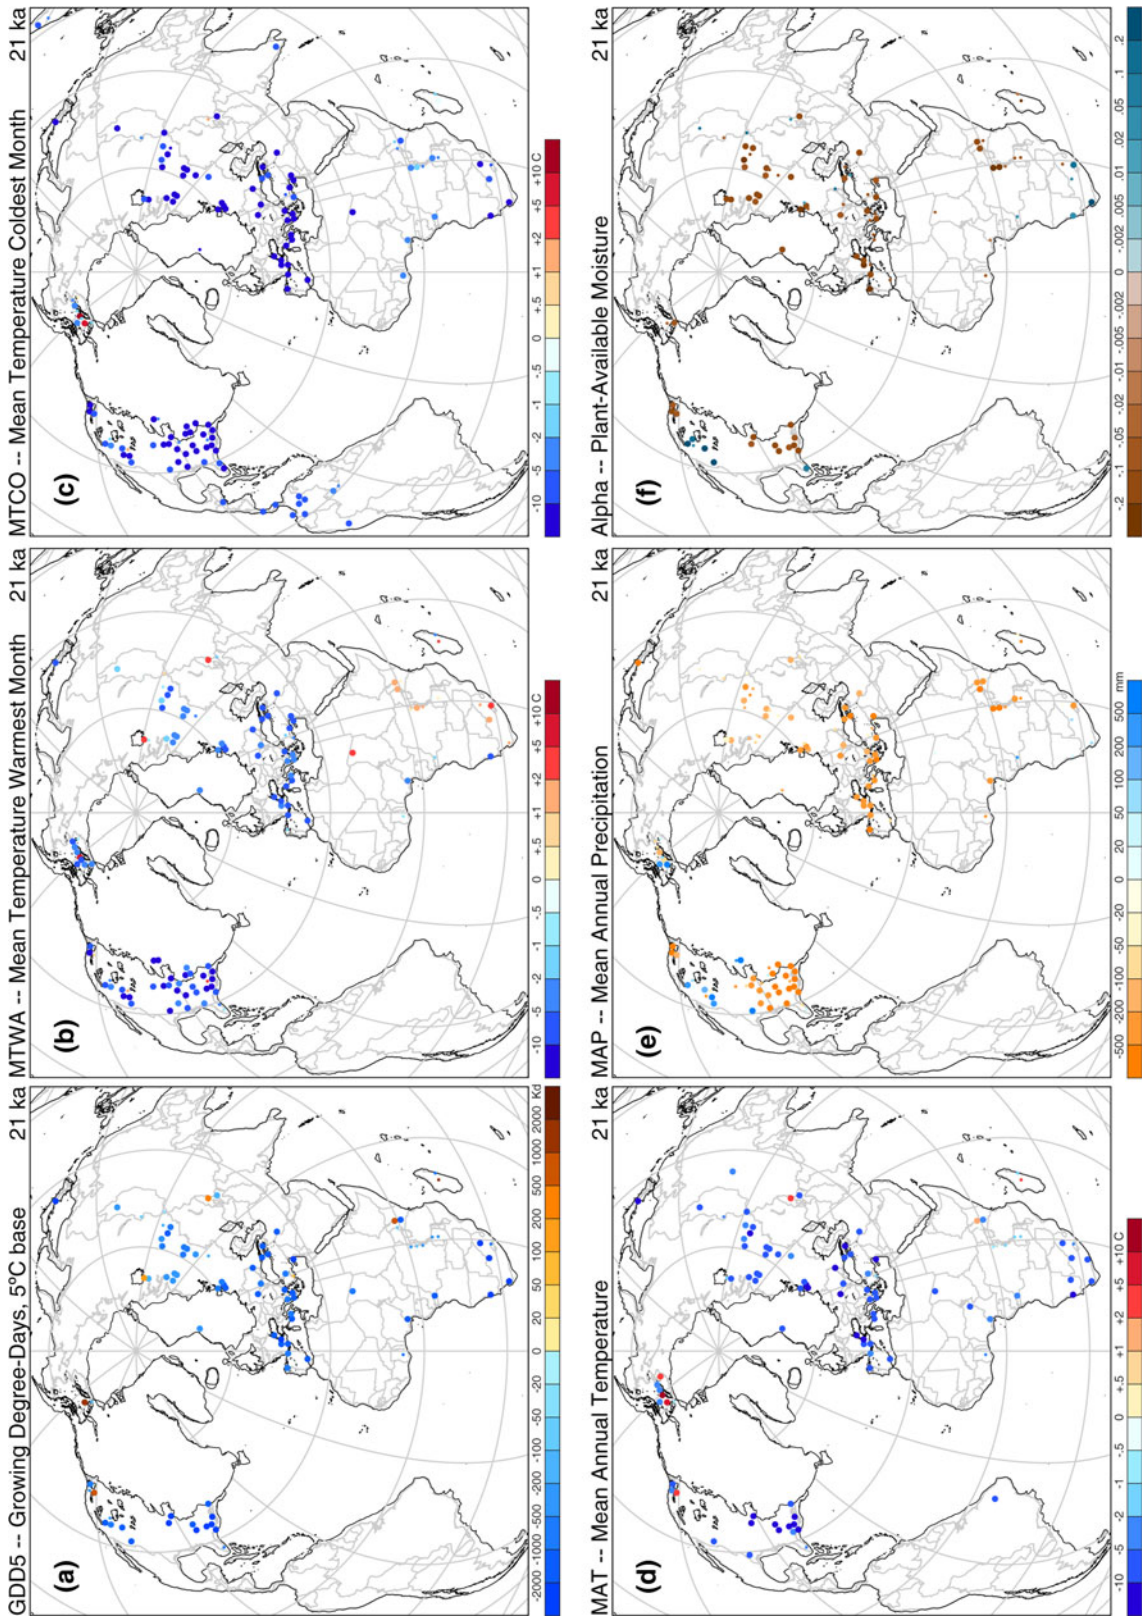 GDD5 -- Growing Degree-Days, 5°C base 21 ka
(a)
-2000 -1000 -500 -200 -100 -50 -20 0 20 50 100 200 500 1000 2000 Kd
MTWA -- Mean Temperature Warmest Month 21 ka
(b)
-10 -5 -2 -1 -.5 0 +.5 +1 +2 +5 +10 C
MTCO -- Mean Temperature Coldest Month 21 ka
(c)
-10 -5 -2 -1 -.5 0 +.5 +1 +2 +5 +10 C
MAT -- Mean Annual Temperature 21 ka
(d)
-10 -5 -2 -1 -.5 0 +.5 +1 +2 +5 +10 C
MAP -- Mean Annual Precipitation 21 ka
(e)
-500 -200 -100 -50 -20 0 20 50 100 200 500 mm
Alpha -- Plant-Available Moisture 21 ka
(f)
-.2 -.1 -.05 -.02 -.01 -.005 -.002 0 .002 .005 .01 .02 .05 .1 .2